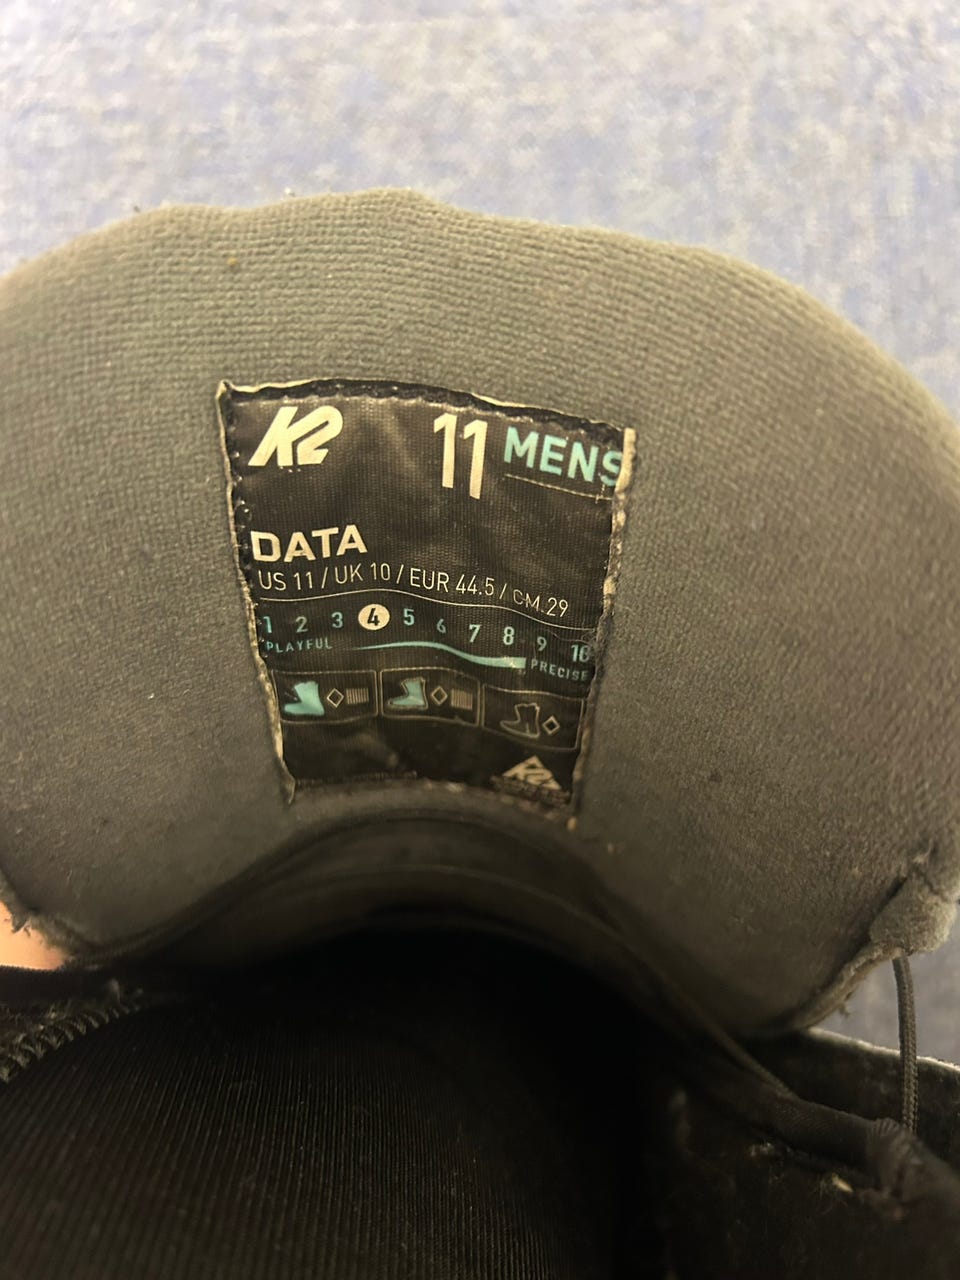 K2 11 MENS
DATA
US 11 / UK 10 / EUR 44.5 / CM 29
1 2 3 4 5 6 7 8 9 10
PLAYFUL PRECISE
K2